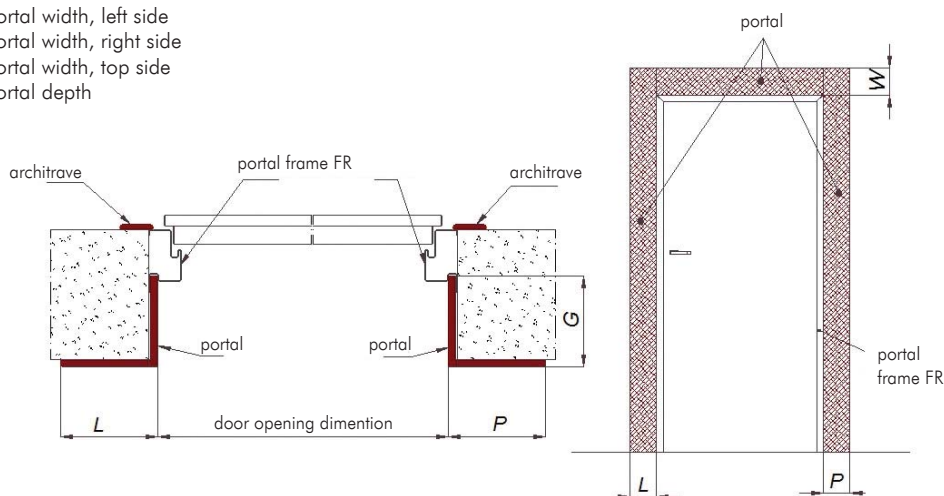 ortal width, left side
ortal width, right side
ortal width, top side
ortal depth
portal
W
architrave
portal frame FR
architrave
G
portal
portal
portal
frame FR
L
door opening dimention
P
L
P